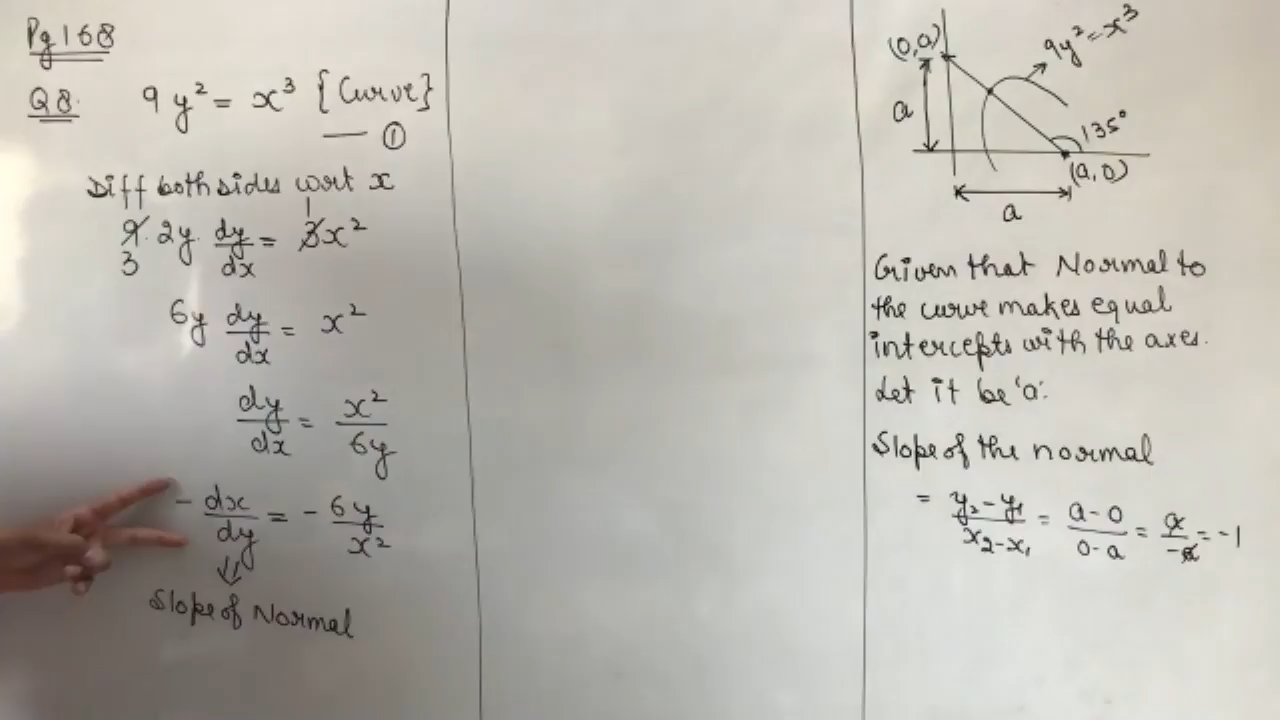 Pg 168
Q8. 9y² = x³ {Curve}
— ①
Diff both sides wrt x
9 . 2y . dy/dx = 3x²
3
1
6y dy/dx = x²
dy/dx = x²/6y
- dx/dy = - 6y/x²
⇓
Slope of Normal
(0,a)
9y² = x³
a
135°
(a,0)
a
Given that Normal to
the curve makes equal
intercepts with the axes.
Let it be 'a'.
Slope of the normal
= y₂-y₁/x₂-x₁ = a-0/0-a = a/-a = -1